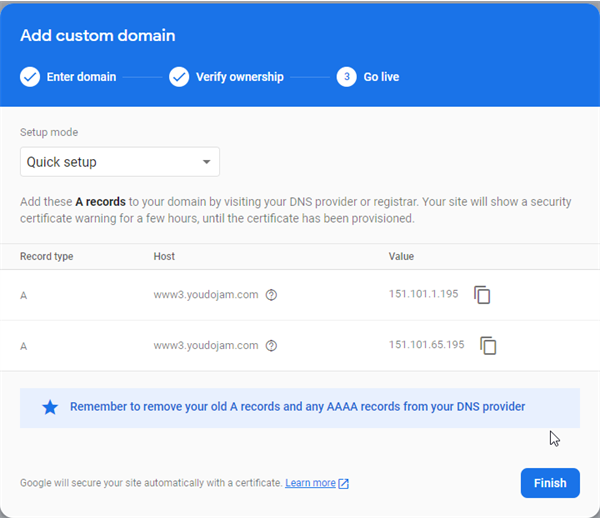 Add custom domain
Enter domain
Verify ownership
3 Go live
Setup mode
Quick setup
Add these A records to your domain by visiting your DNS provider or registrar. Your site will show a security
certificate warning for a few hours, until the certificate has been provisioned.
Record type Host Value
A www3.youdojam.com 151.101.1.195
A www3.youdojam.com 151.101.65.195
Remember to remove your old A records and any AAAA records from your DNS provider
Google will secure your site automatically with a certificate. Learn more
Finish